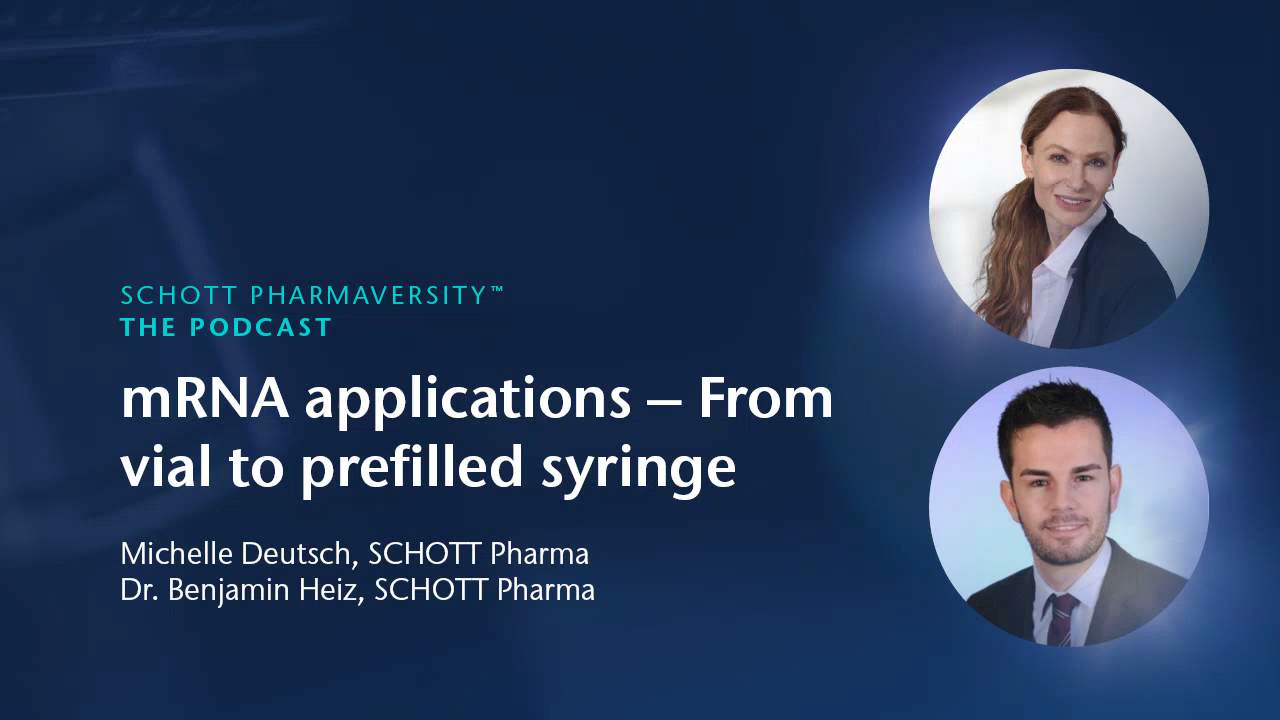 SCHOTT PHARMAVERSITY™
THE PODCAST
mRNA applications – From
vial to prefilled syringe
Michelle Deutsch, SCHOTT Pharma
Dr. Benjamin Heiz, SCHOTT Pharma